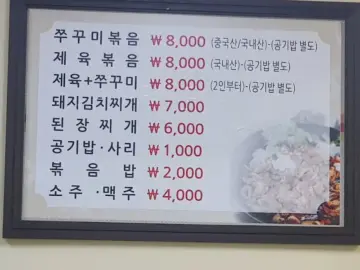 쭈꾸미볶음 ₩ 8,000 (중국산/국내산)-(공기밥 별도)
제육볶음 ₩ 8,000 (국내산)-(공기밥 별도)
제육+쭈꾸미 ₩ 8,000 (2인부터)-(공기밥 별도)
돼지김치찌개 ₩ 7,000
된장찌개 ₩ 6,000
공기밥·사리 ₩ 1,000
볶음밥 ₩ 2,000
소주·맥주 ₩ 4,000